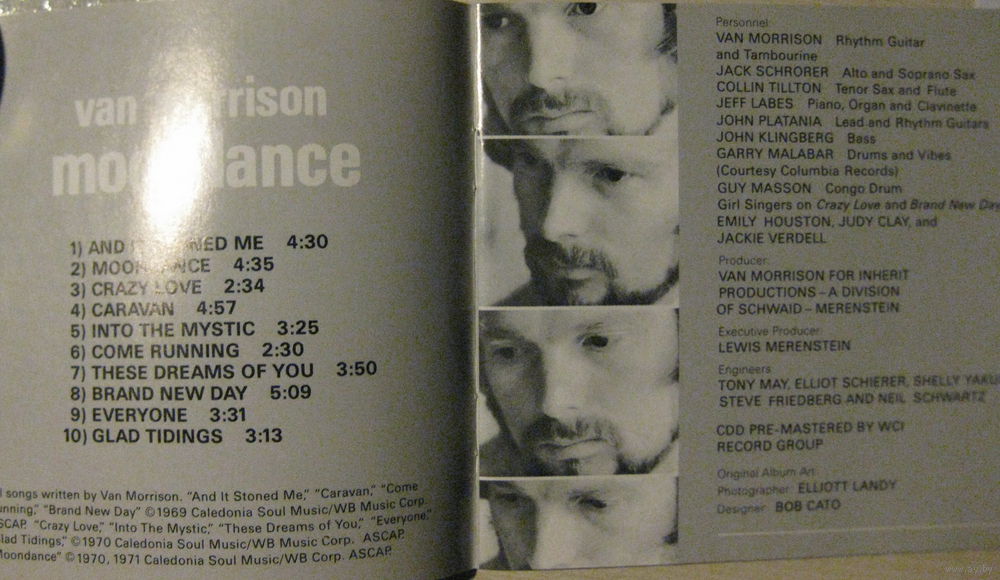 van
moondance
1) AND IT STONED ME 4:30
2) MOONDANCE 4:35
3) CRAZY LOVE 2:34
4) CARAVAN 4:57
5) INTO THE MYSTIC 3:25
6) COME RUNNING 2:30
7) THESE DREAMS OF YOU 3:50
8) BRAND NEW DAY 5:09
9) EVERYONE 3:31
10) GLAD TIDINGS 3:13
songs written by Van Morrison. "And It Stoned Me," "Caravan," "Come
unning," "Brand New Day" ©1969 Caledonia Soul Music/WB Music Corp.
SCAP. "Crazy Love," "Into The Mystic," "These Dreams of You," "Everyone,"
lad Tidings," ©1970 Caledonia Soul Music/WB Corp. ASCAP.
Moondance" ©1970, 1971 Caledonia Soul Music/WB Corp. ASCAP.
Personnel:
VAN MORRISON Rhythm Guitar
and Tambourine
JACK SCHRORER Alto and Soprano Sax
COLLIN TILLTON Tenor Sax and Flute
JEFF LABES Piano, Organ and Clavinette
JOHN PLATANIA Lead and Rhythm Guitars
JOHN KLINGBERG Bass
GARRY MALABAR Drums and Vibes
(Courtesy Columbia Records)
GUY MASSON Congo Drum
Girl Singers on Crazy Love and Brand New Day
EMILY HOUSTON, JUDY CLAY, and
JACKIE VERDELL
Producer:
VAN MORRISON FOR INHERIT
PRODUCTIONS – A DIVISION
OF SCHWAID – MERENSTEIN
Executive Producer:
LEWIS MERENSTEIN
Engineers
TONY MAY, ELLIOT SCHIERER, SHELLY YAKU
STEVE FRIEDBERG AND NEIL SCHWARTZ
CDD PRE-MASTERED BY WCI
RECORD GROUP
Original Album Art
Photographer: ELLIOTT LANDY
Designer: BOB CATO